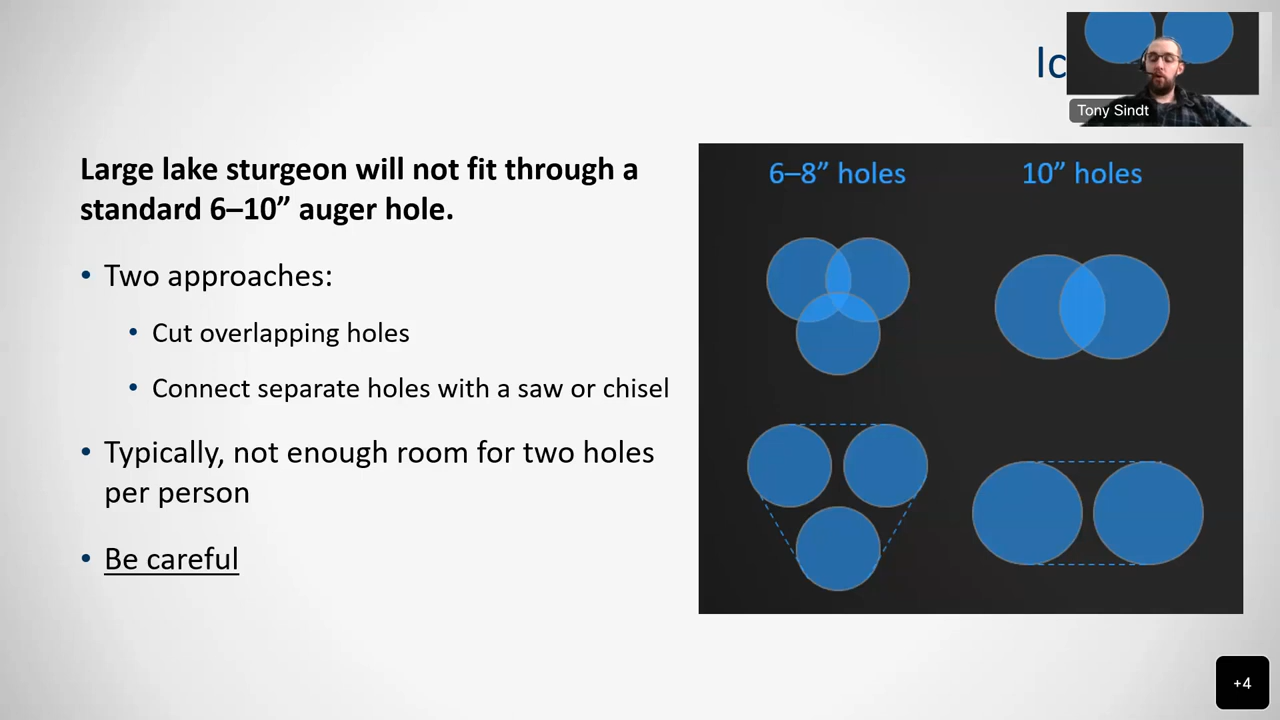 Ic
Tony Sindt
Large lake sturgeon will not fit through a
standard 6–10” auger hole.
• Two approaches:
• Cut overlapping holes
• Connect separate holes with a saw or chisel
• Typically, not enough room for two holes
per person
• Be careful
6–8” holes
10” holes
+4